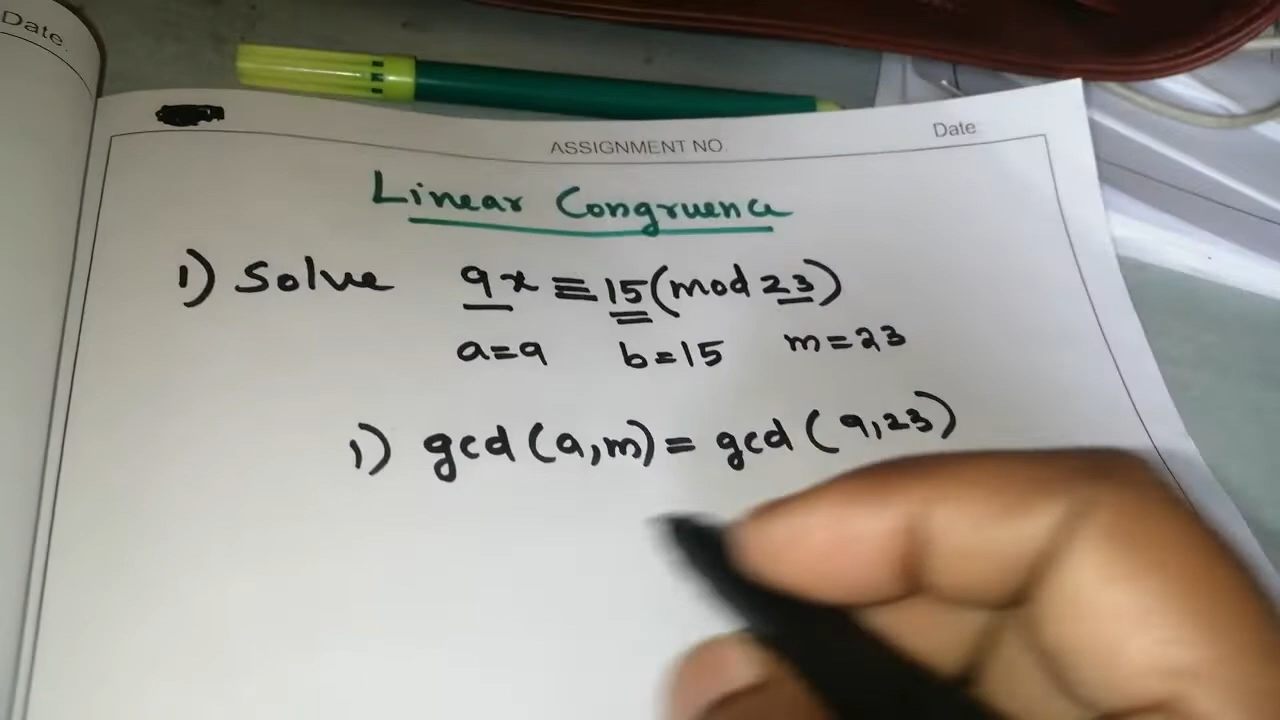 Date.
ASSIGNMENT NO.
Date
Linear Congruence
1) Solve 9x ≡ 15 (mod 23)
a=9 b=15 m=23
1) gcd (a,m) = gcd (9,23)